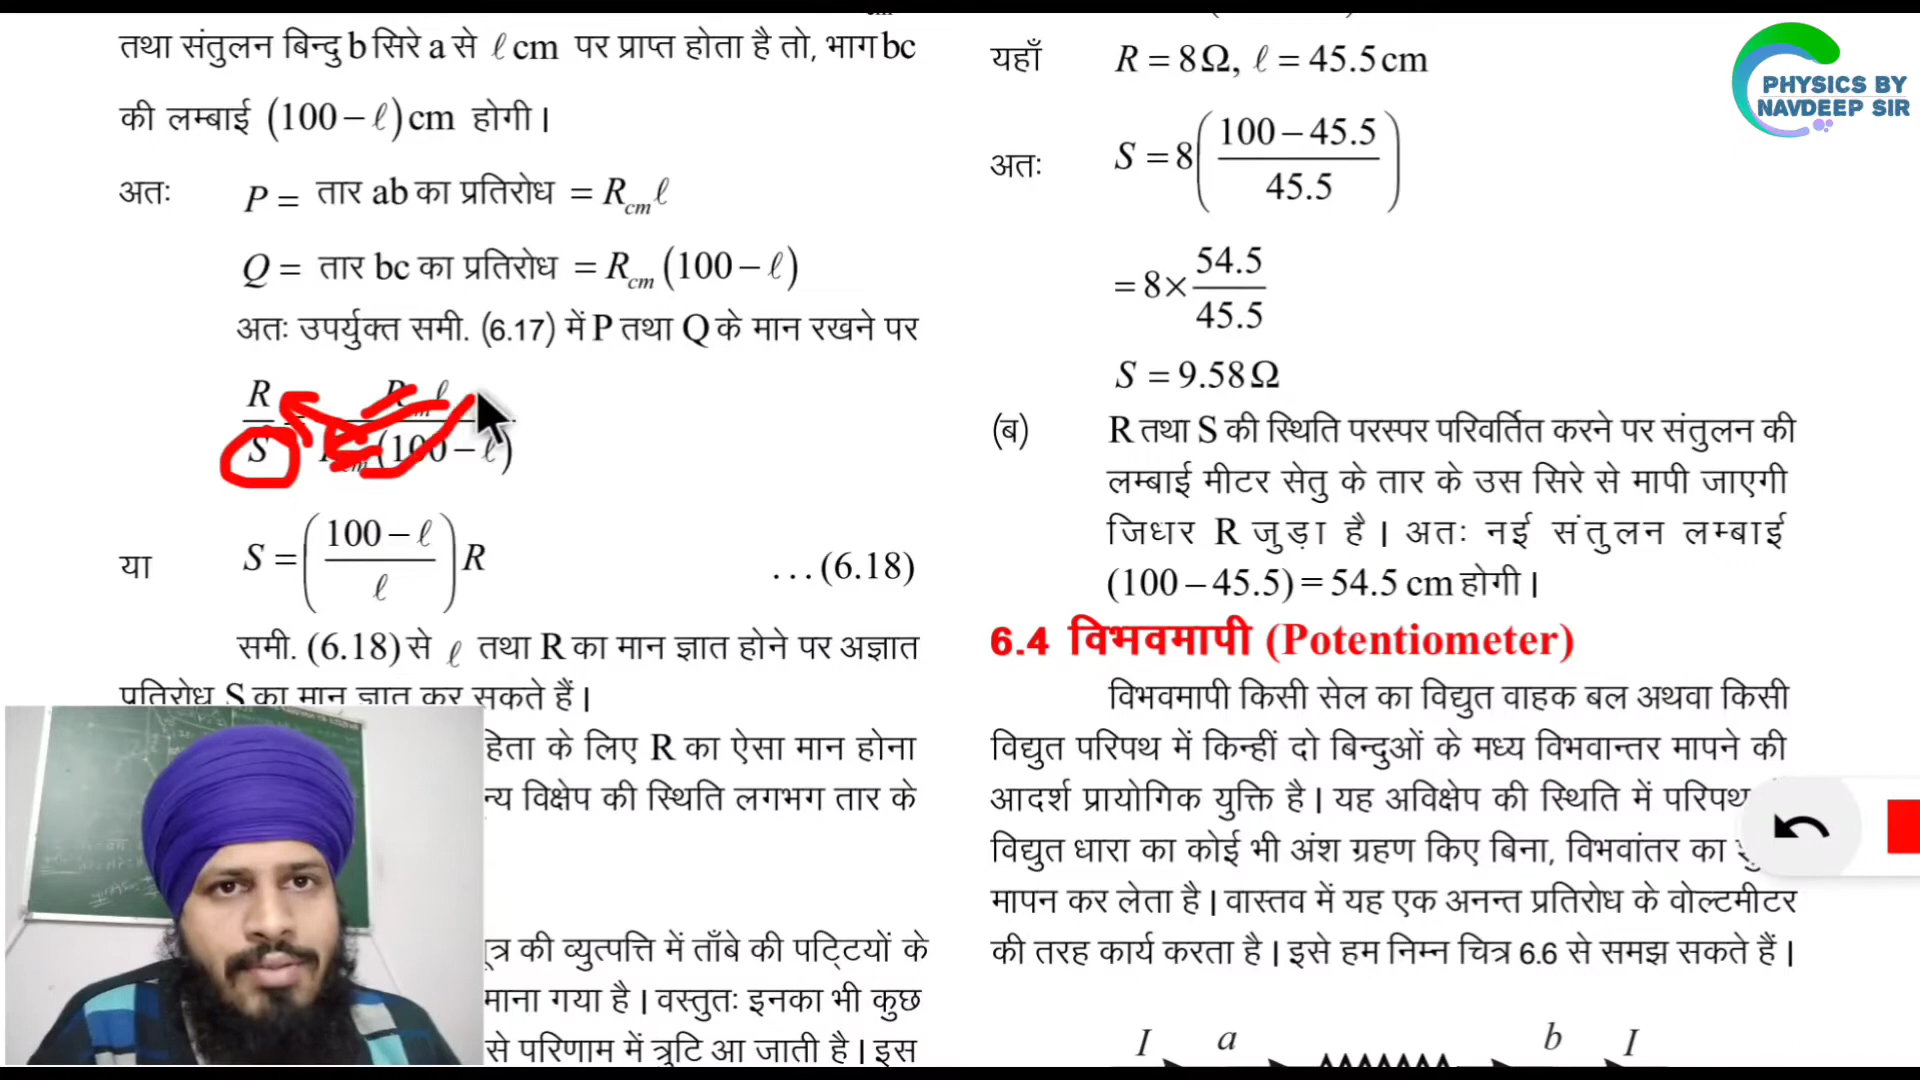 तथा संतुलन बिन्दु b सिरे a से ℓ cm पर प्राप्त होता है तो, भाग bc
की लम्बाई (100 – ℓ) cm होगी।
अतः P = तार ab का प्रतिरोध = R_cm ℓ
Q = तार bc का प्रतिरोध = R_cm (100 – ℓ)
अतः उपर्युक्त समी. (6.17) में P तथा Q के मान रखने पर
R/S = R_cm ℓ / R_cm (100 – ℓ)
या S = ((100 – ℓ)/ℓ) R ...(6.18)
समी. (6.18) से ℓ तथा R का मान ज्ञात होने पर अज्ञात
प्रतिरोध S का मान ज्ञात कर सकते हैं।
हिता के लिए R का ऐसा मान होना
न्य विक्षेप की स्थिति लगभग तार के
त्र की व्युत्पत्ति में ताँबे की पट्टियों के
माना गया है। वस्तुतः इनका भी कुछ
से परिणाम में त्रुटि आ जाती है। इस
यहाँ R = 8Ω, ℓ = 45.5 cm
अतः S = 8((100 – 45.5)/45.5)
= 8 × 54.5/45.5
S = 9.58Ω
(ब) R तथा S की स्थिति परस्पर परिवर्तित करने पर संतुलन की
लम्बाई मीटर सेतु के तार के उस सिरे से मापी जाएगी
जिधर R जुड़ा है। अतः नई संतुलन लम्बाई
(100 – 45.5) = 54.5 cm होगी।
6.4 विभवमापी (Potentiometer)
विभवमापी किसी सेल का विद्युत वाहक बल अथवा किसी
विद्युत परिपथ में किन्हीं दो बिन्दुओं के मध्य विभवान्तर मापने की
आदर्श प्रायोगिक युक्ति है। यह अविक्षेप की स्थिति में परिपथ
विद्युत धारा का कोई भी अंश ग्रहण किए बिना, विभवांतर का
मापन कर लेता है। वास्तव में यह एक अनन्त प्रतिरोध के वोल्टमीटर
की तरह कार्य करता है। इसे हम निम्न चित्र 6.6 से समझ सकते हैं।
I a b I
PHYSICS BY
NAVDEEP SIR